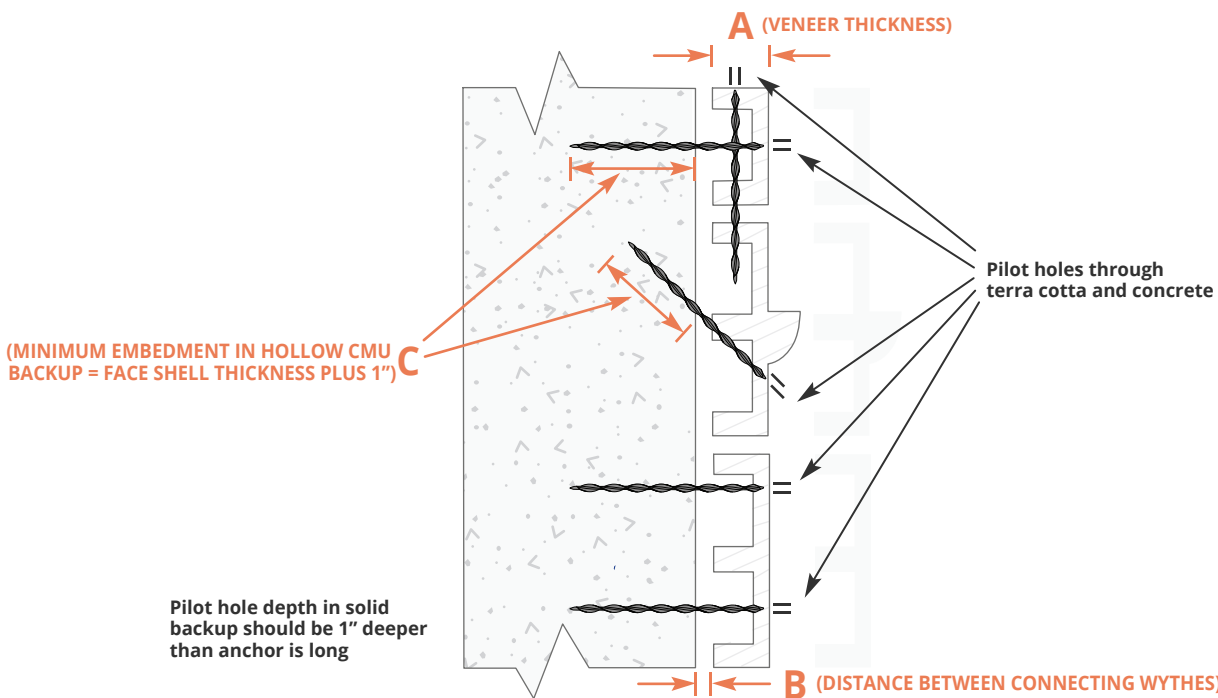 A (VENEER THICKNESS)
Pilot holes through
terra cotta and concrete
(MINIMUM EMBEDMENT IN HOLLOW CMU
BACKUP = FACE SHELL THICKNESS PLUS 1”) C
Pilot hole depth in solid
backup should be 1” deeper
than anchor is long
B (DISTANCE BETWEEN CONNECTING WYTHES)